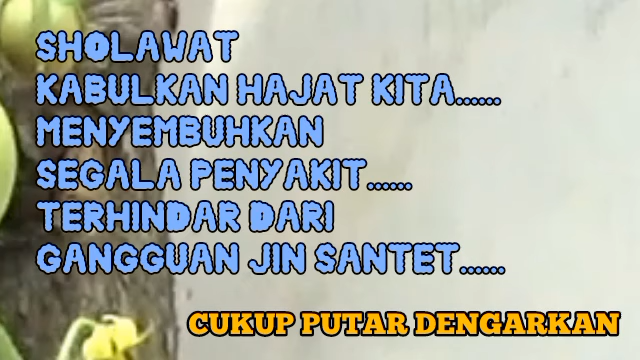 SHOLAWAT
KABULKAN HAJAT KITA......
MENYEMBUHKAN
SEGALA PENYAKIT......
TERHINDAR DARI
GANGGUAN JIN SANTET......
CUKUP PUTAR DENGARKAN